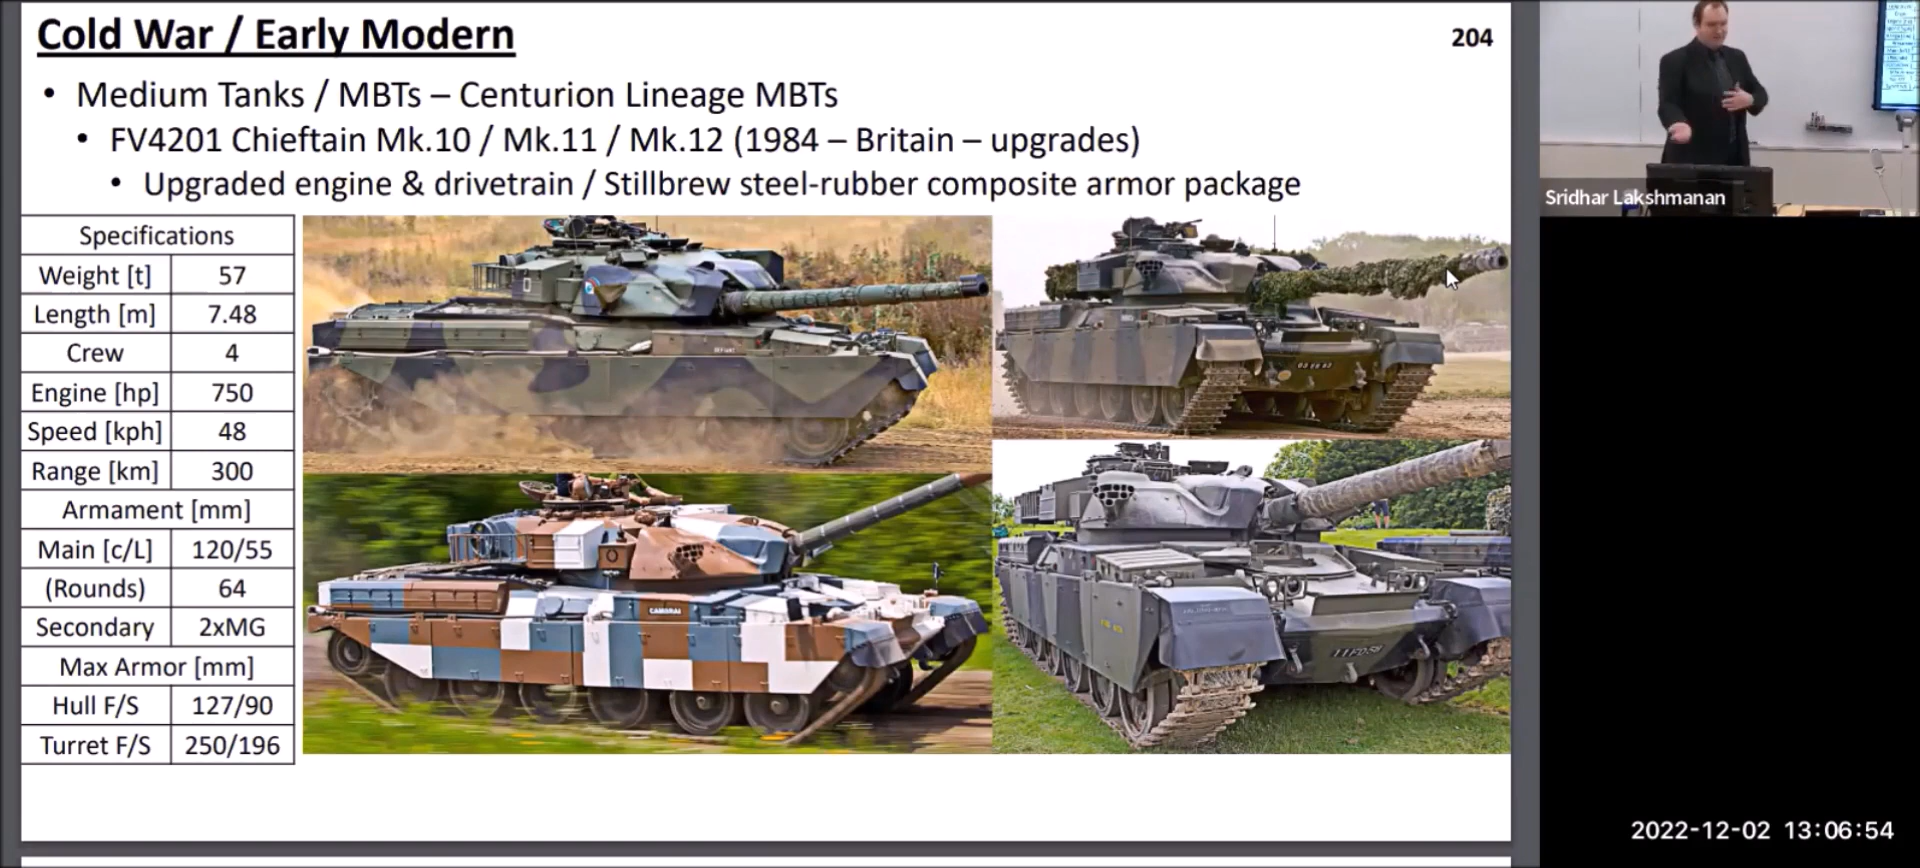 Cold War / Early Modern
204
• Medium Tanks / MBTs – Centurion Lineage MBTs
• FV4201 Chieftain Mk.10 / Mk.11 / Mk.12 (1984 – Britain – upgrades)
• Upgraded engine & drivetrain / Stillbrew steel-rubber composite armor package
Specifications
Weight [t] 57
Length [m] 7.48
Crew 4
Engine [hp] 750
Speed [kph] 48
Range [km] 300
Armament [mm]
Main [c/L] 120/55
(Rounds) 64
Secondary 2xMG
Max Armor [mm]
Hull F/S 127/90
Turret F/S 250/196
CAMBRAI
Sridhar Lakshmanan
2022-12-02 13:06:54